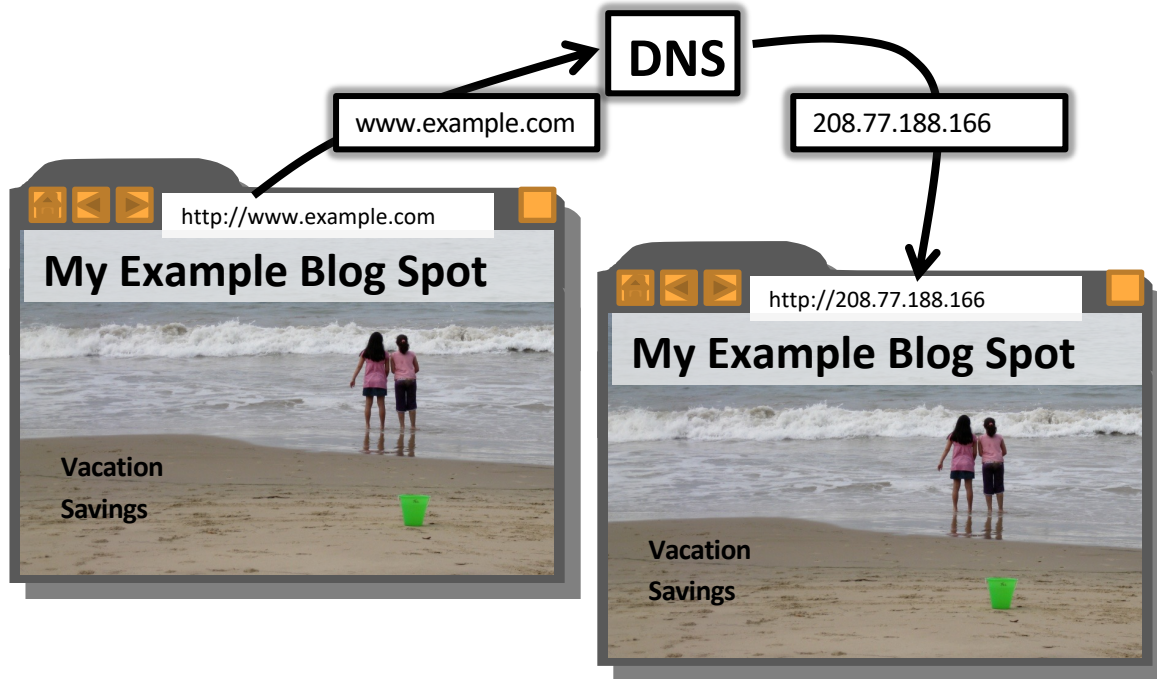 DNS
www.example.com
208.77.188.166
http://www.example.com
My Example Blog Spot
Vacation
Savings
http://208.77.188.166
My Example Blog Spot
Vacation
Savings